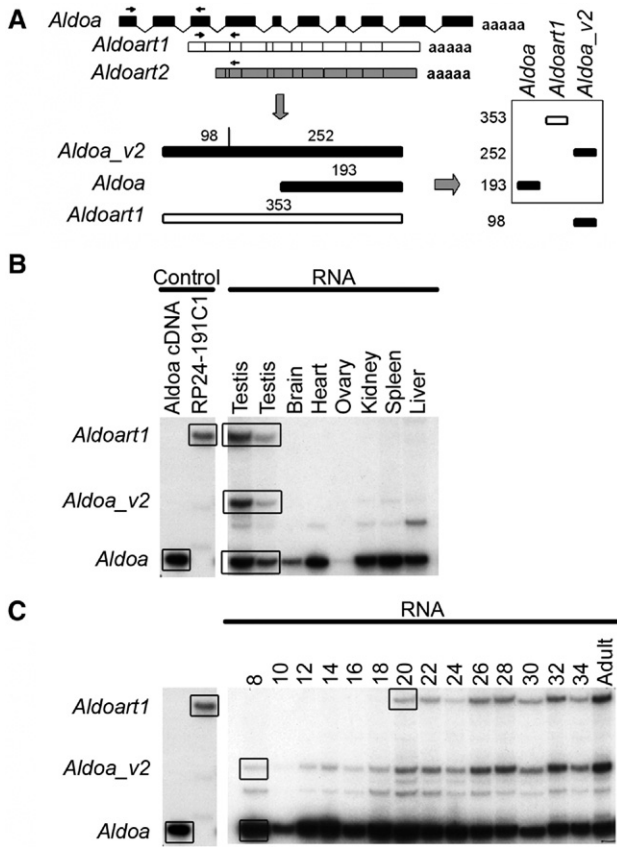 A
Aldoa
aaaaa
Aldoart1
aaaaa
Aldoart2
aaaaa
Aldoa_v2
98
252
Aldoa
193
Aldoart1
353
Aldoa
Aldoart1
Aldoa_v2
353
252
193
98
B
Control
RNA
Aldoa cDNA
RP24-191C1
Testis
Testis
Brain
Heart
Ovary
Kidney
Spleen
Liver
Aldoart1
Aldoa_v2
Aldoa
C
RNA
8 10 12 14 16 18 20 22 24 26 28 30 32 34 Adult
Aldoart1
Aldoa_v2
Aldoa